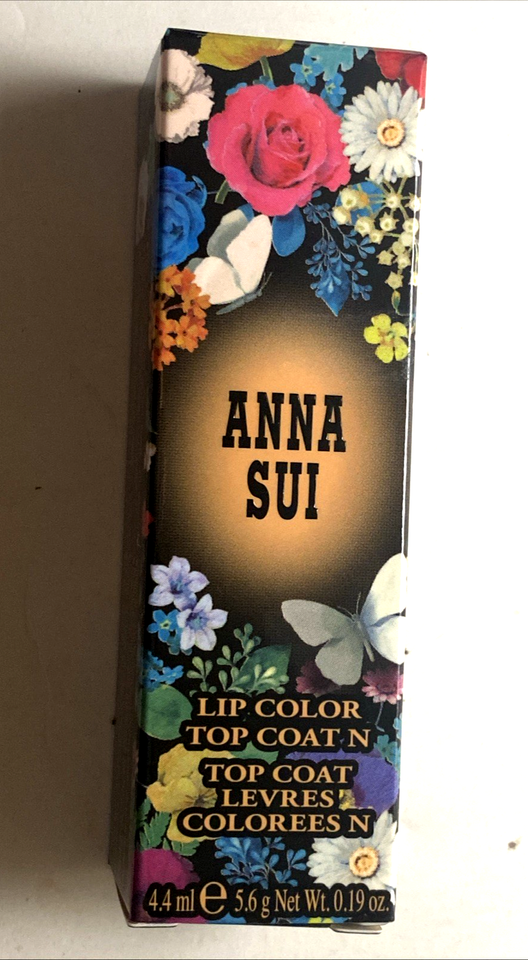 ANNA
SUI
LIP COLOR
TOP COAT N
TOP COAT
LEVRES
COLOREES N
4.4 ml ℮ 5.6 g Net Wt. 0.19 oz.